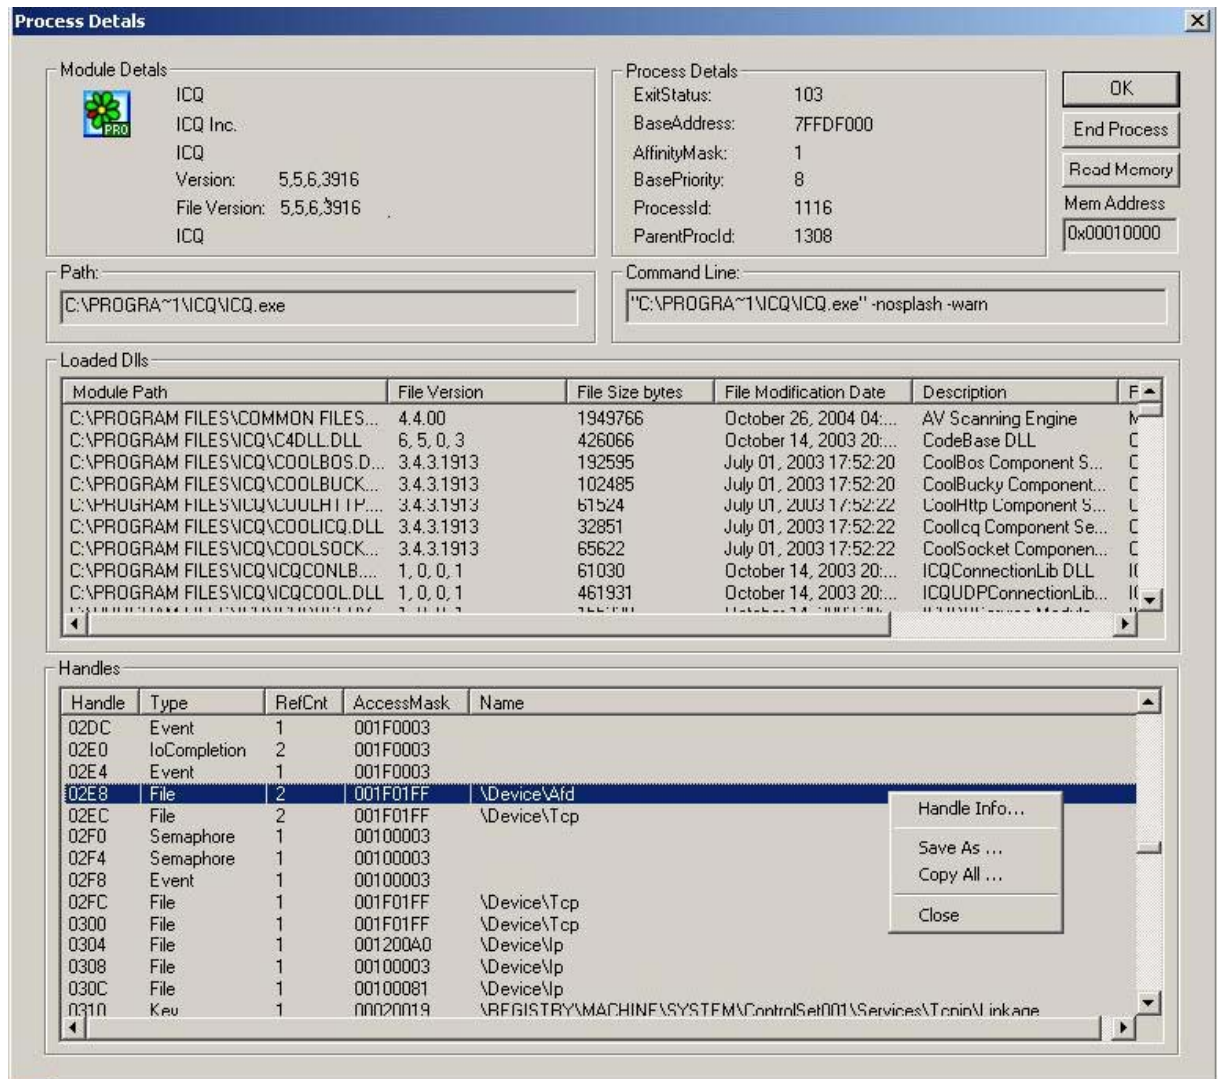 Process Detals
Module Detals
ICQ
ICQ Inc.
ICQ
Version: 5,5,6,3916
File Version: 5,5,6,3916
ICQ
PRO
Process Detals
ExitStatus: 103
BaseAddress: 7FFDF000
AffinityMask: 1
BasePriority: 8
ProcessId: 1116
ParentProcId: 1308
OK
End Process
Read Memory
Mem Address
0x00010000
Path:
C:\PROGRA~1\ICQ\ICQ.exe
Command Line:
"C:\PROGRA~1\ICQ\ICQ.exe" -nosplash -warn
Loaded Dlls
Module Path File Version File Size bytes File Modification Date Description F
C:\PROGRAM FILES\COMMON FILES... 4.4.00 1949766 October 26, 2004 04:... AV Scanning Engine
C:\PROGRAM FILES\ICQ\C4DLL.DLL 6, 5, 0, 3 426066 October 14, 2003 20:... CodeBase DLL
C:\PROGRAM FILES\ICQ\COOLBOS.D... 3.4.3.1913 192595 July 01, 2003 17:52:20 CoolBos Component S...
C:\PROGRAM FILES\ICQ\COOLBUCK... 3.4.3.1913 102485 July 01, 2003 17:52:20 CoolBucky Component...
C:\PROGRAM FILES\ICQ\COOLHTTP.... 3.4.3.1913 61524 July 01, 2003 17:52:22 CoolHttp Component S...
C:\PROGRAM FILES\ICQ\COOLICQ.DLL 3.4.3.1913 32851 July 01, 2003 17:52:22 CoolIcq Component Se...
C:\PROGRAM FILES\ICQ\COOLSOCK... 3.4.3.1913 65622 July 01, 2003 17:52:22 CoolSocket Componen...
C:\PROGRAM FILES\ICQ\ICQCONLB.... 1, 0, 0, 1 61030 October 14, 2003 20:... ICQConnectionLib DLL
C:\PROGRAM FILES\ICQ\ICQCOOL.DLL 1, 0, 0, 1 461931 October 14, 2003 20:... ICQUDPConnectionLib...
Handles
Handle Type RefCnt AccessMask Name
02DC Event 1 001F0003
02E0 IoCompletion 2 001F0003
02E4 Event 1 001F0003
02E8 File 2 001F01FF \Device\Afd
02EC File 2 001F01FF \Device\Tcp
02F0 Semaphore 1 00100003
02F4 Semaphore 1 00100003
02F8 Event 1 00100003
02FC File 1 001F01FF \Device\Tcp
0300 File 1 001F01FF \Device\Tcp
0304 File 1 001200A0 \Device\Ip
0308 File 1 00100003 \Device\Ip
030C File 1 00100081 \Device\Ip
0310 Key 1 00020019 \REGISTRY\MACHINE\SYSTEM\ControlSet001\Services\Tcpip\Linkage
Handle Info...
Save As ...
Copy All ...
Close